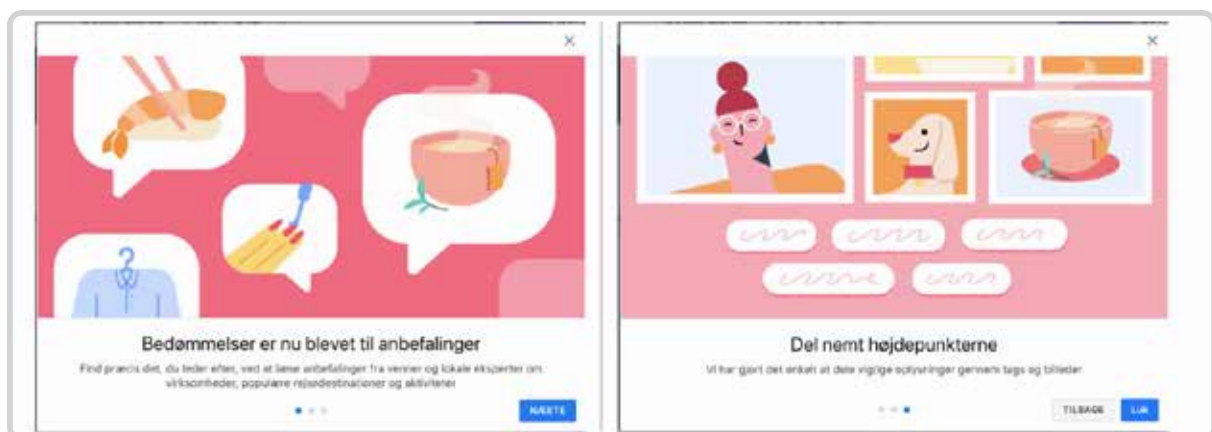 Bedømmelser er nu blevet til anbefalinger
Find præcis det, du leder efter, ved at læse anbefalinger fra venner og lokale eksperter om
virksomheder, populære rejsedestinationer og aktiviteter
NÆSTE
Del nemt højdepunkterne
Vi har gjort det enkelt at dele vigtige oplysninger gennem tags og billeder
TILBAGE
LUK